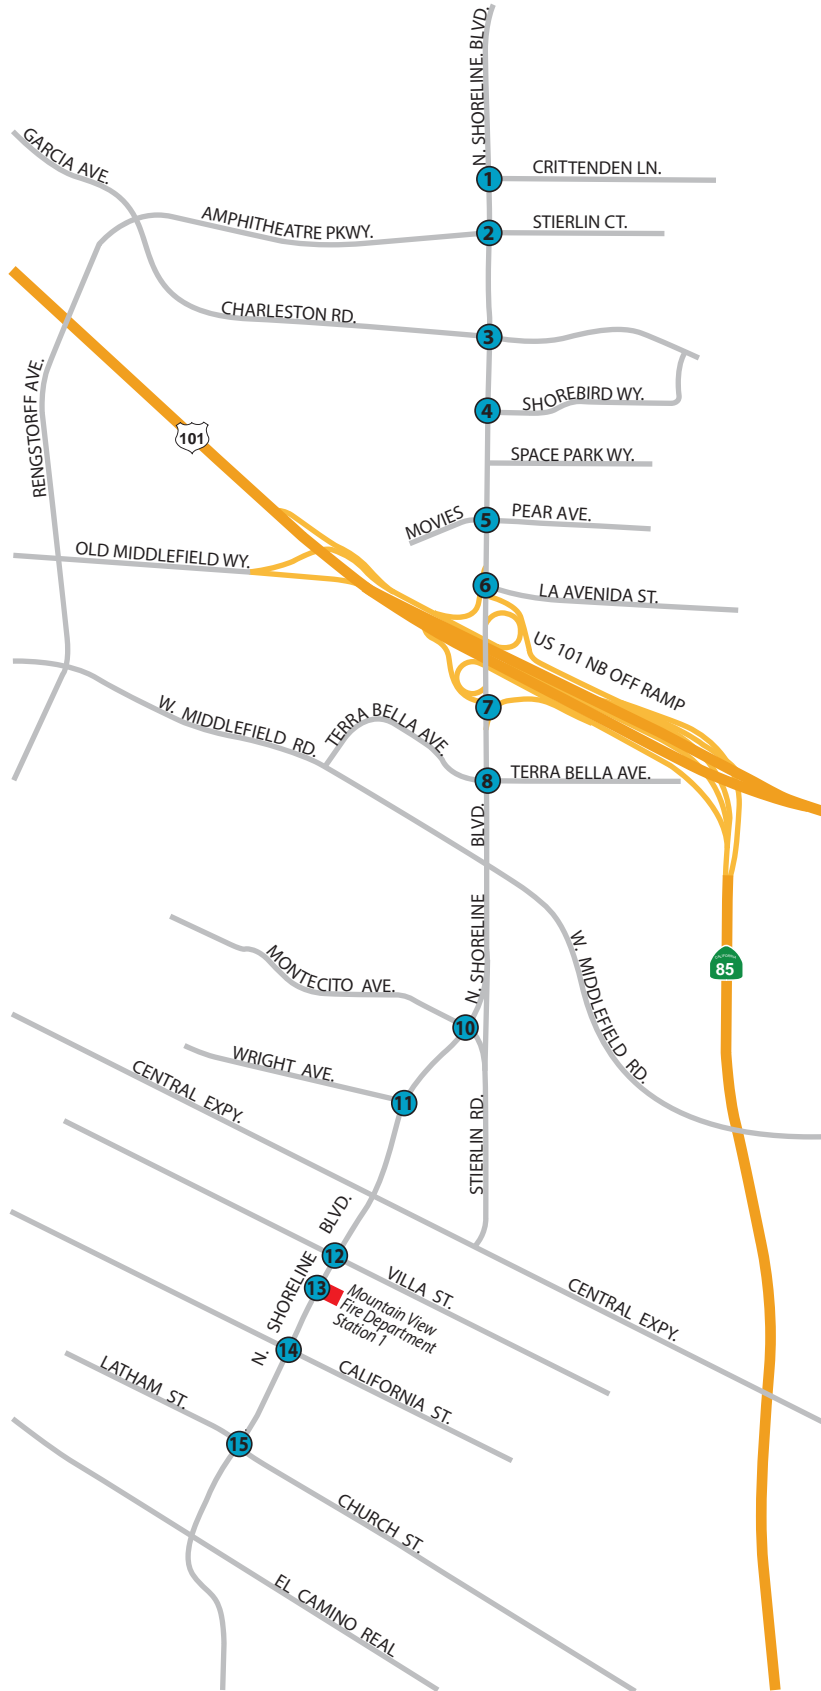 N. SHORELINE. BLVD.
GARCIA AVE.
1
CRITTENDEN LN.
AMPHITHEATRE PKWY.
2
STIERLIN CT.
CHARLESTON RD.
3
RENGSTORFF AVE.
4
SHOREBIRD WY.
101
SPACE PARK WY.
MOVIES
5
PEAR AVE.
OLD MIDDLEFIELD WY.
6
LA AVENIDA ST.
US 101 NB OFF RAMP
W. MIDDLEFIELD RD.
TERRA BELLA AVE.
7
8
TERRA BELLA AVE.
N. SHORELINE BLVD.
W. MIDDLEFIELD RD.
CALIFORNIA
85
MONTECITO AVE.
10
WRIGHT AVE.
11
CENTRAL EXPY.
STIERLIN RD.
N. SHORELINE BLVD.
12
VILLA ST.
13
Mountain View
Fire Department
Station 1
CENTRAL EXPY.
14
CALIFORNIA ST.
LATHAM ST.
15
CHURCH ST.
EL CAMINO REAL